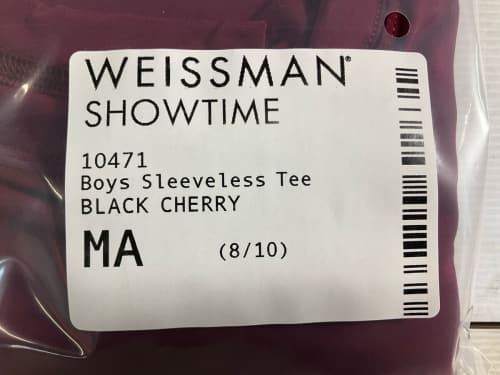 WEISSMAN®
SHOWTIME
10471
Boys Sleeveless Tee
BLACK CHERRY
MA (8/10)